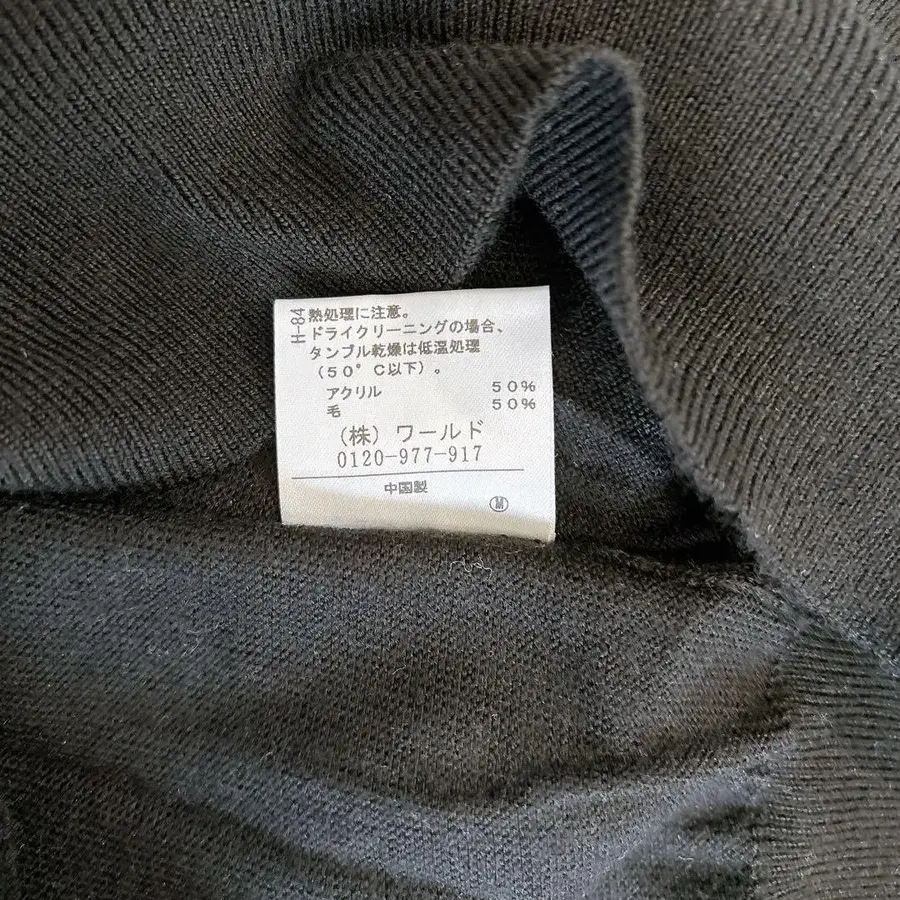 H-84
熱処理に注意。
ドライクリーニングの場合、
タンブル乾燥は低温処理
(50°C以下)。
アクリル 50%
毛 50%
(株)ワールド
0120-977-917
中国製
M